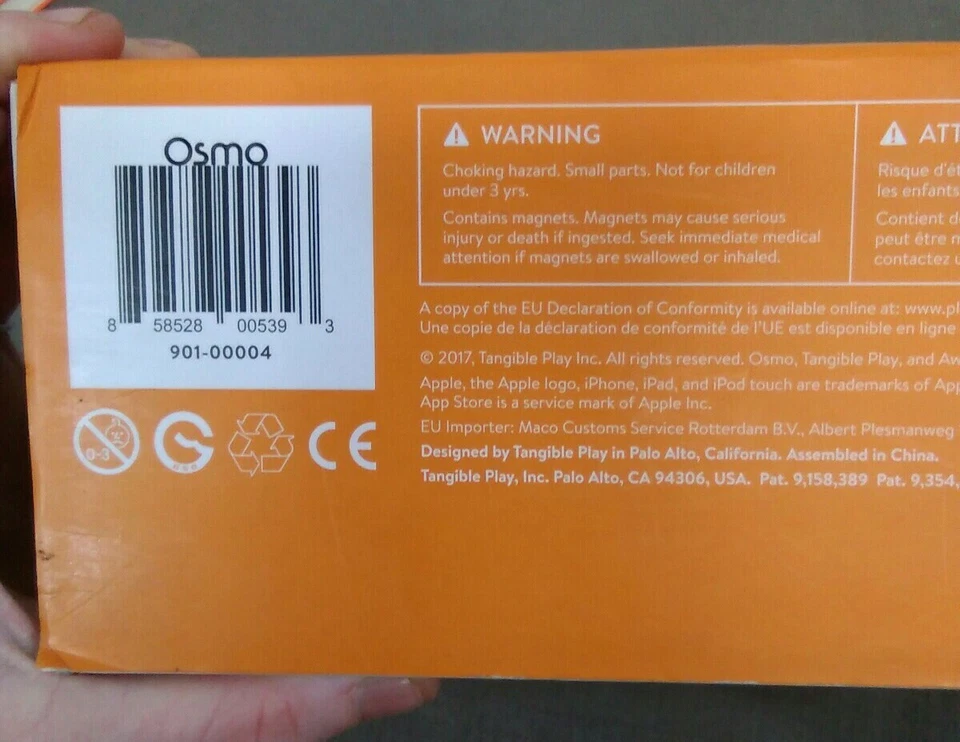 Osmo
8 58528 00539 3
901-00004
0-3
CE
WARNING
Choking hazard. Small parts. Not for children
under 3 yrs.
Contains magnets. Magnets may cause serious
injury or death if ingested. Seek immediate medical
attention if magnets are swallowed or inhaled.
ATT
Risque d'ét
les enfants
Contient d
peut être m
contactez u
A copy of the EU Declaration of Conformity is available online at: www.pl
Une copie de la déclaration de conformité de l'UE est disponible en ligne
© 2017, Tangible Play Inc. All rights reserved. Osmo, Tangible Play, and Aw
Apple, the Apple logo, iPhone, iPad, and iPod touch are trademarks of App
App Store is a service mark of Apple Inc.
EU Importer: Maco Customs Service Rotterdam B.V., Albert Plesmanweg
Designed by Tangible Play in Palo Alto, California. Assembled in China.
Tangible Play, Inc. Palo Alto, CA 94306, USA. Pat. 9,158,389 Pat. 9,354,